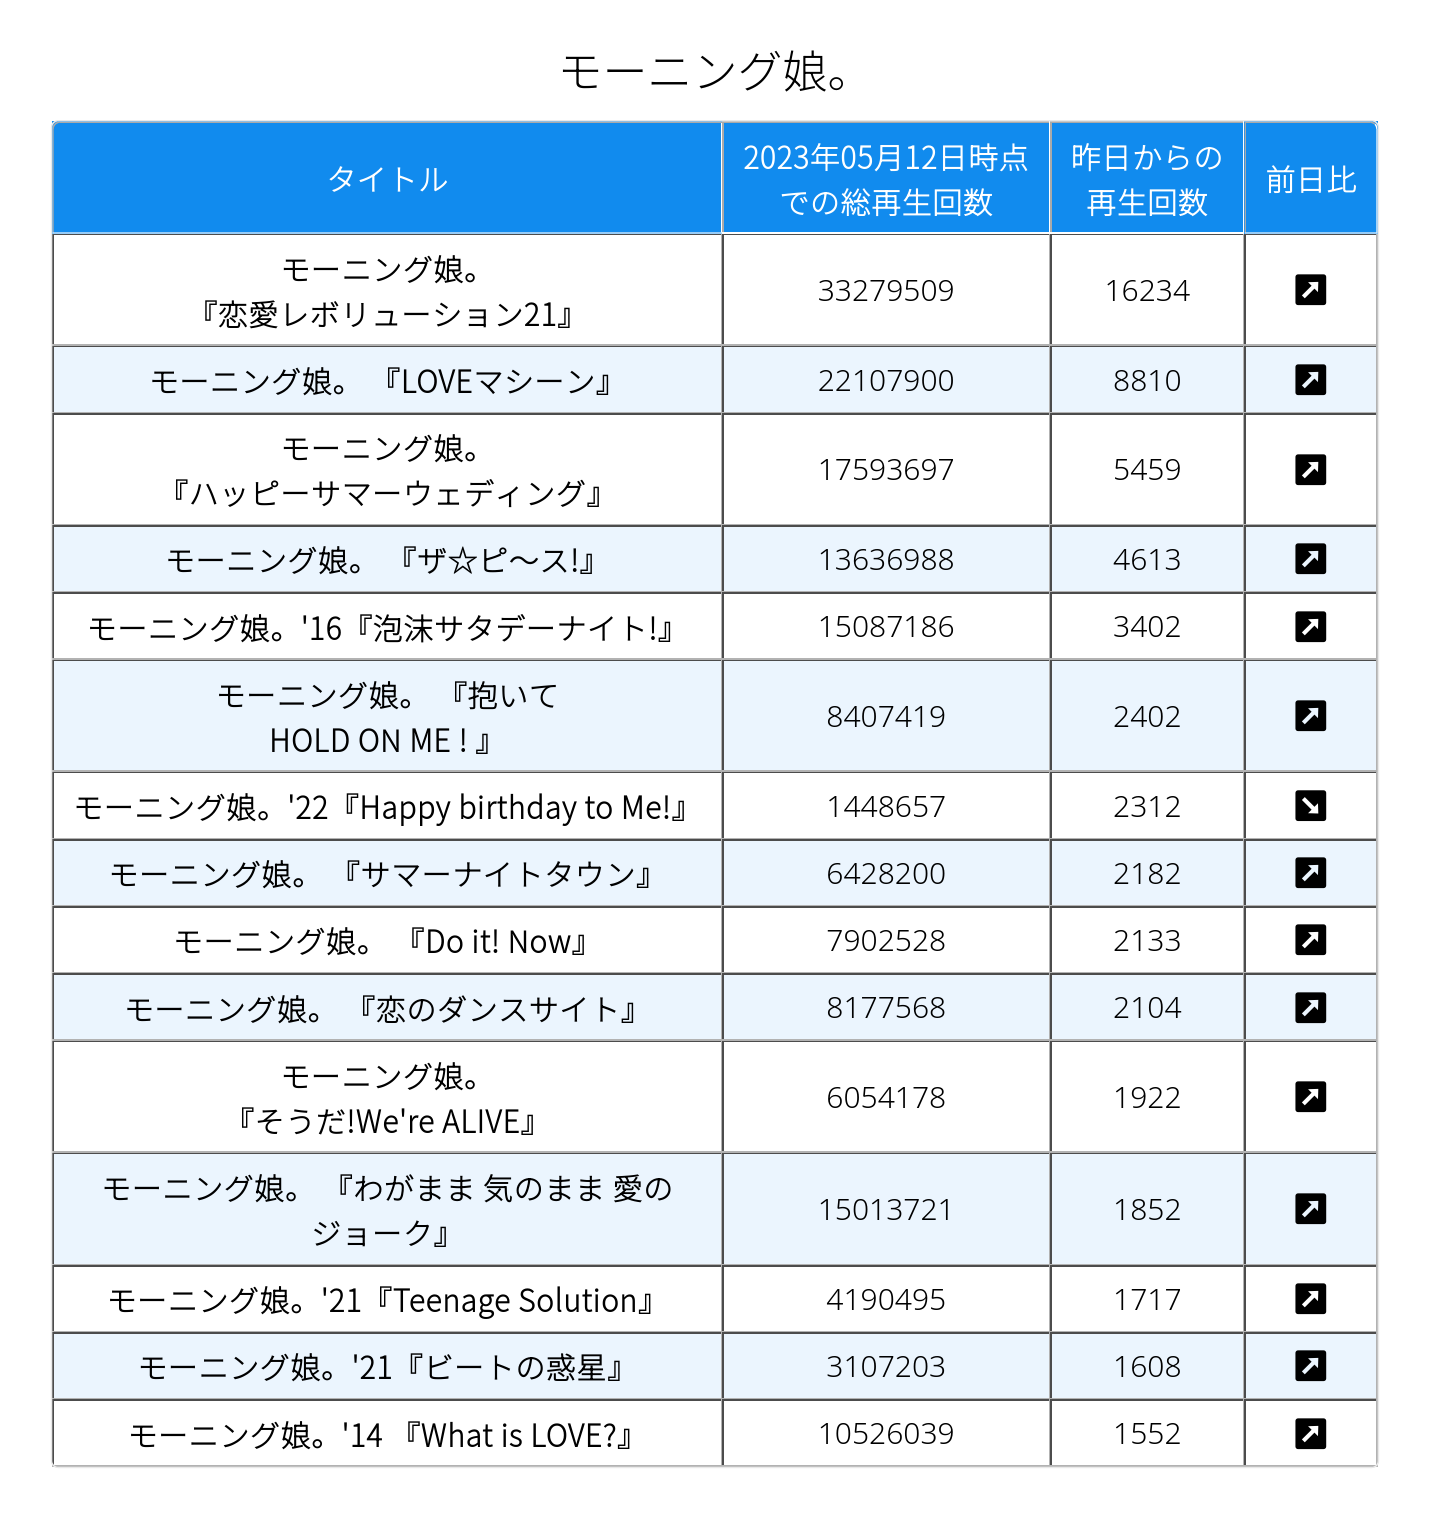 モーニング娘。
タイトル
2023年05月12日時点
での総再生回数
昨日からの
再生回数
前日比
モーニング娘。
『恋愛レボリューション21』
33279509
16234
モーニング娘。 『LOVEマシーン』
22107900
8810
モーニング娘。
『ハッピーサマーウェディング』
17593697
5459
モーニング娘。 『ザ☆ピ〜ス!』
13636988
4613
モーニング娘。'16『泡沫サタデーナイト!』
15087186
3402
モーニング娘。 『抱いて
HOLD ON ME ! 』
8407419
2402
モーニング娘。'22『Happy birthday to Me!』
1448657
2312
モーニング娘。 『サマーナイトタウン』
6428200
2182
モーニング娘。 『Do it! Now』
7902528
2133
モーニング娘。 『恋のダンスサイト』
8177568
2104
モーニング娘。
『そうだ!We're ALIVE』
6054178
1922
モーニング娘。 『わがまま 気のまま 愛の
ジョーク』
15013721
1852
モーニング娘。'21『Teenage Solution』
4190495
1717
モーニング娘。'21『ビートの惑星』
3107203
1608
モーニング娘。'14 『What is LOVE?』
10526039
1552